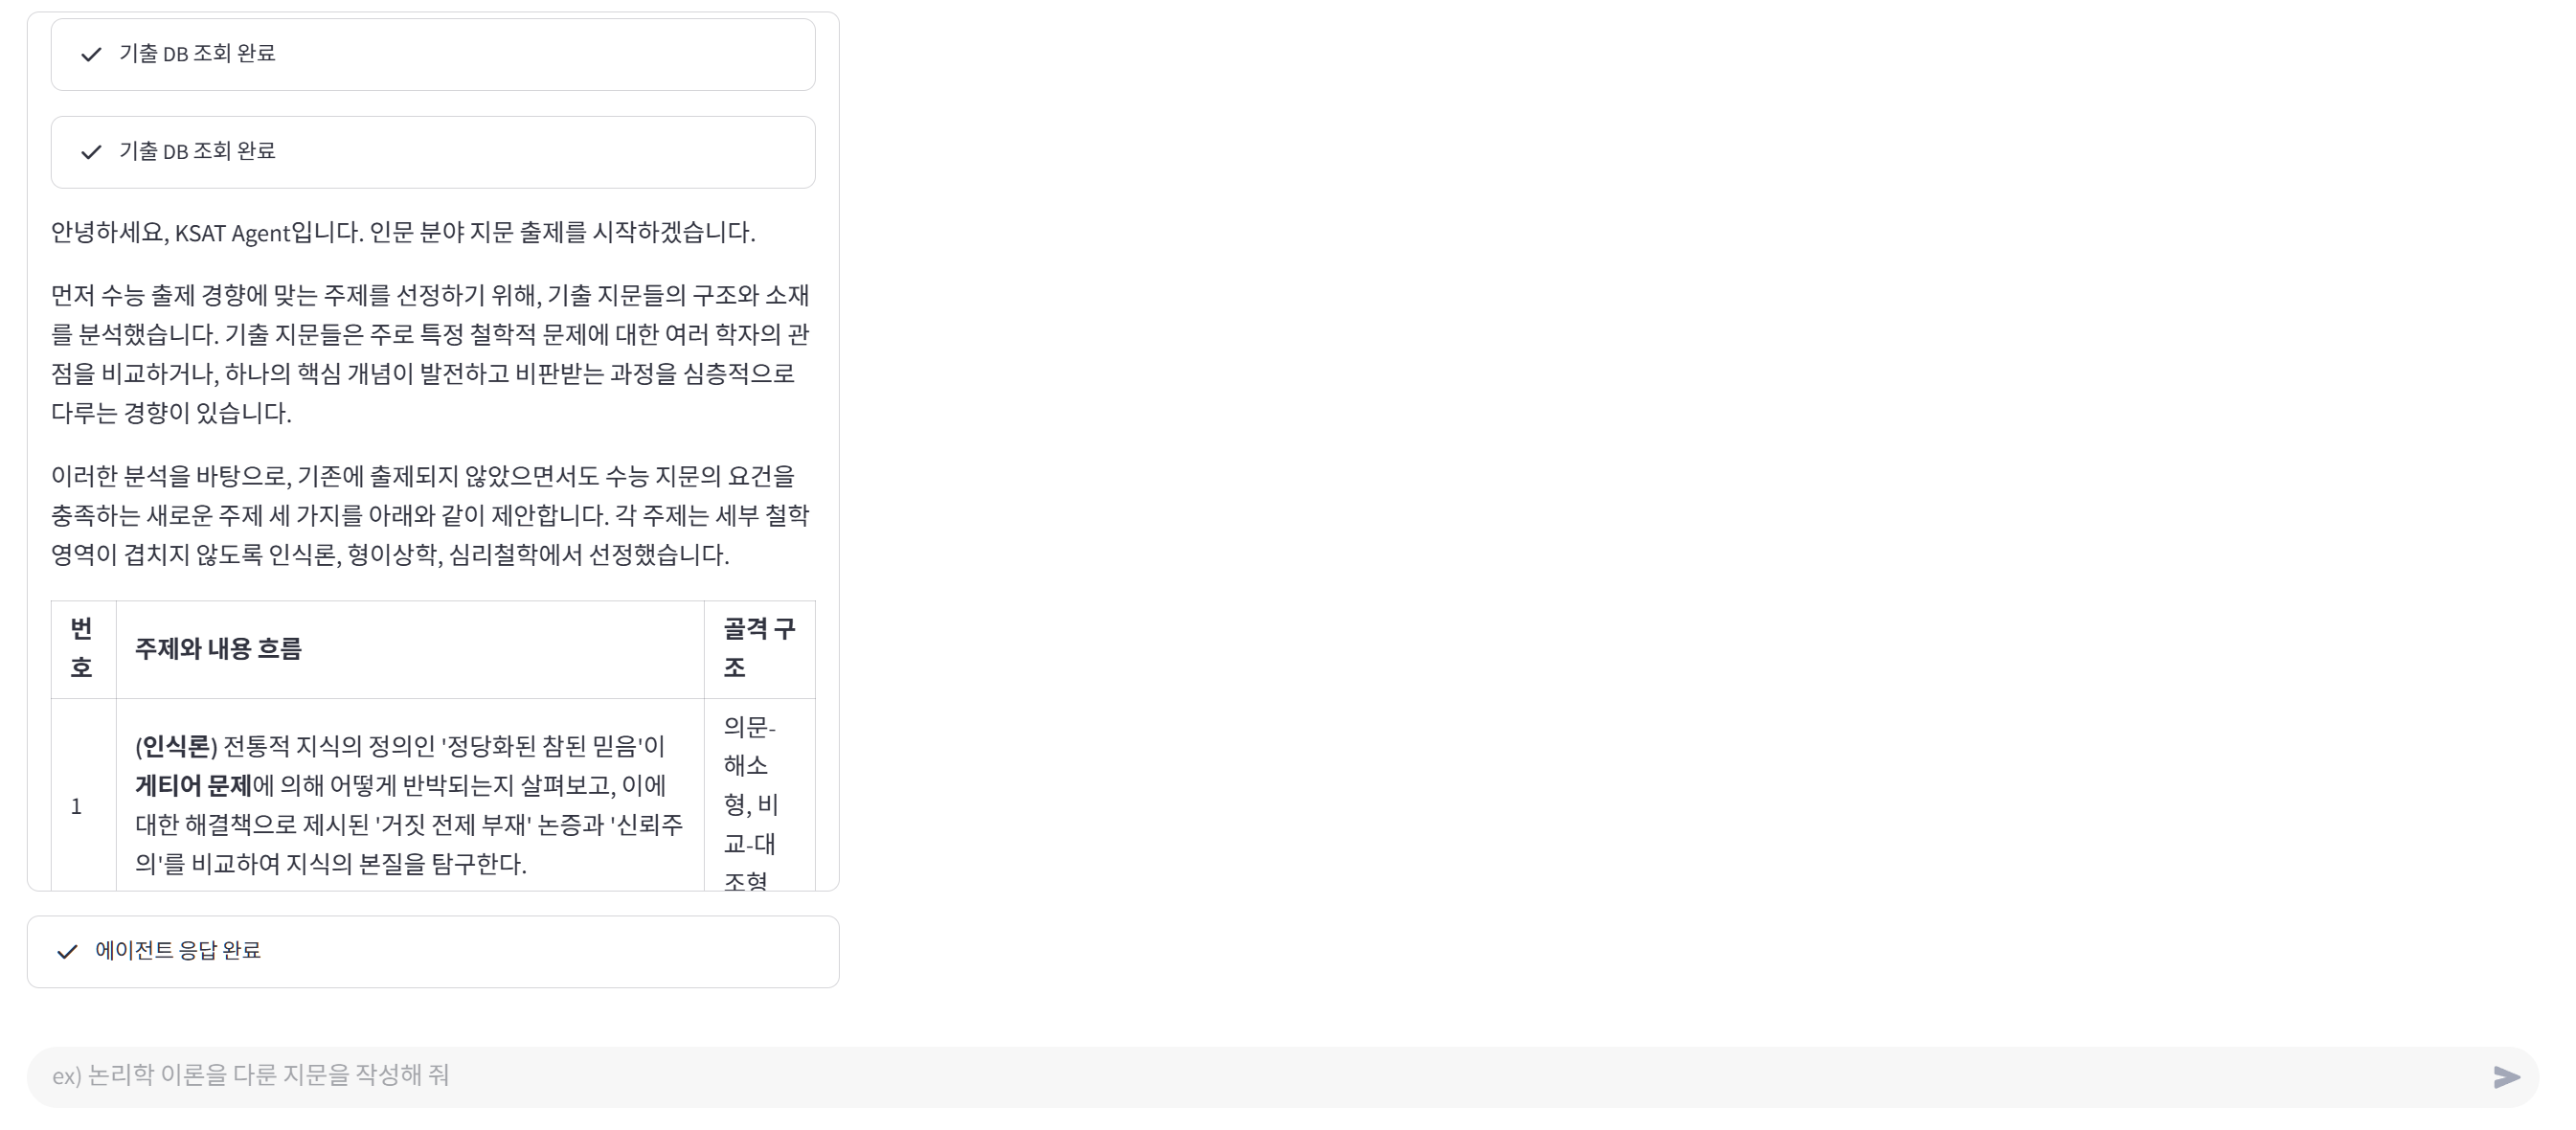 기출 DB 조회 완료
기출 DB 조회 완료
안녕하세요, KSAT Agent입니다. 인문 분야 지문 출제를 시작하겠습니다.
먼저 수능 출제 경향에 맞는 주제를 선정하기 위해, 기출 지문들의 구조와 소재
를 분석했습니다. 기출 지문들은 주로 특정 철학적 문제에 대한 여러 학자의 관
점을 비교하거나, 하나의 핵심 개념이 발전하고 비판받는 과정을 심층적으로
다루는 경향이 있습니다.
이러한 분석을 바탕으로, 기존에 출제되지 않았으면서도 수능 지문의 요건을
충족하는 새로운 주제 세 가지를 아래와 같이 제안합니다. 각 주제는 세부 철학
영역이 겹치지 않도록 인식론, 형이상학, 심리철학에서 선정했습니다.
번
호
주제와 내용 흐름
골격 구
조
1
(인식론) 전통적 지식의 정의인 '정당화된 참된 믿음'이
게티어 문제에 의해 어떻게 반박되는지 살펴보고, 이에
대한 해결책으로 제시된 '거짓 전제 부재' 논증과 '신뢰주
의'를 비교하여 지식의 본질을 탐구한다.
의문-
해소
형, 비
교-대
조형
에이전트 응답 완료
ex) 논리학 이론을 다룬 지문을 작성해 줘